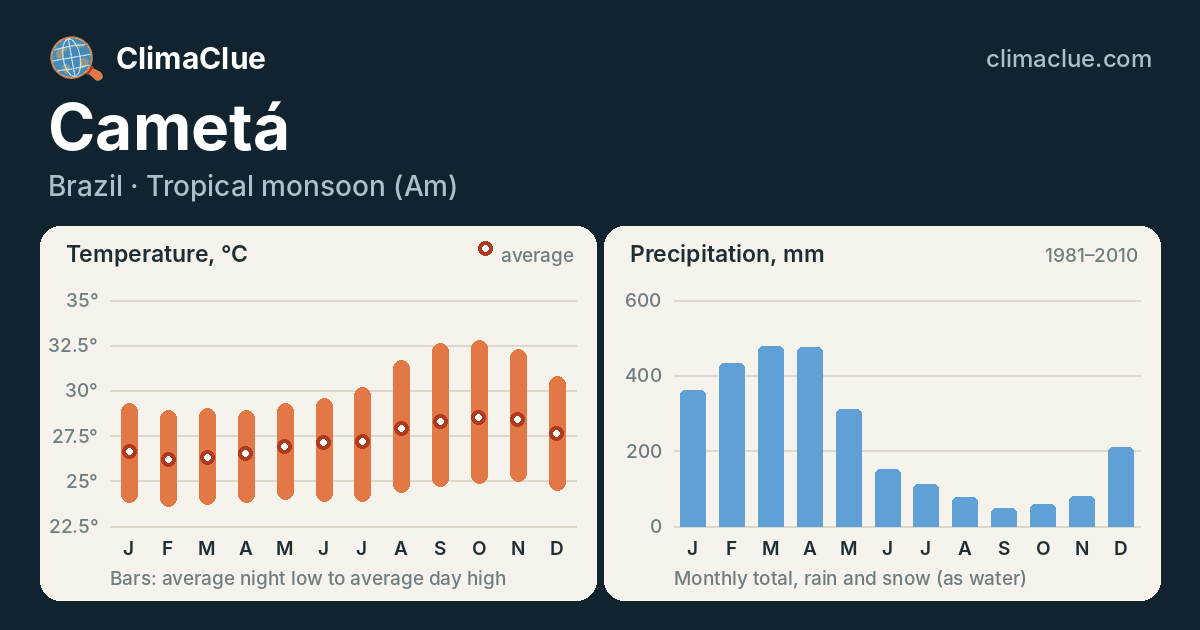 ClimaClue
climaclue.com
Cametá
Brazil · Tropical monsoon (Am)
Temperature, °C
average
35°
32.5°
30°
27.5°
25°
22.5°
J F M A M J J A S O N D
Bars: average night low to average day high
Precipitation, mm
1981–2010
600
400
200
0
J F M A M J J A S O N D
Monthly total, rain and snow (as water)